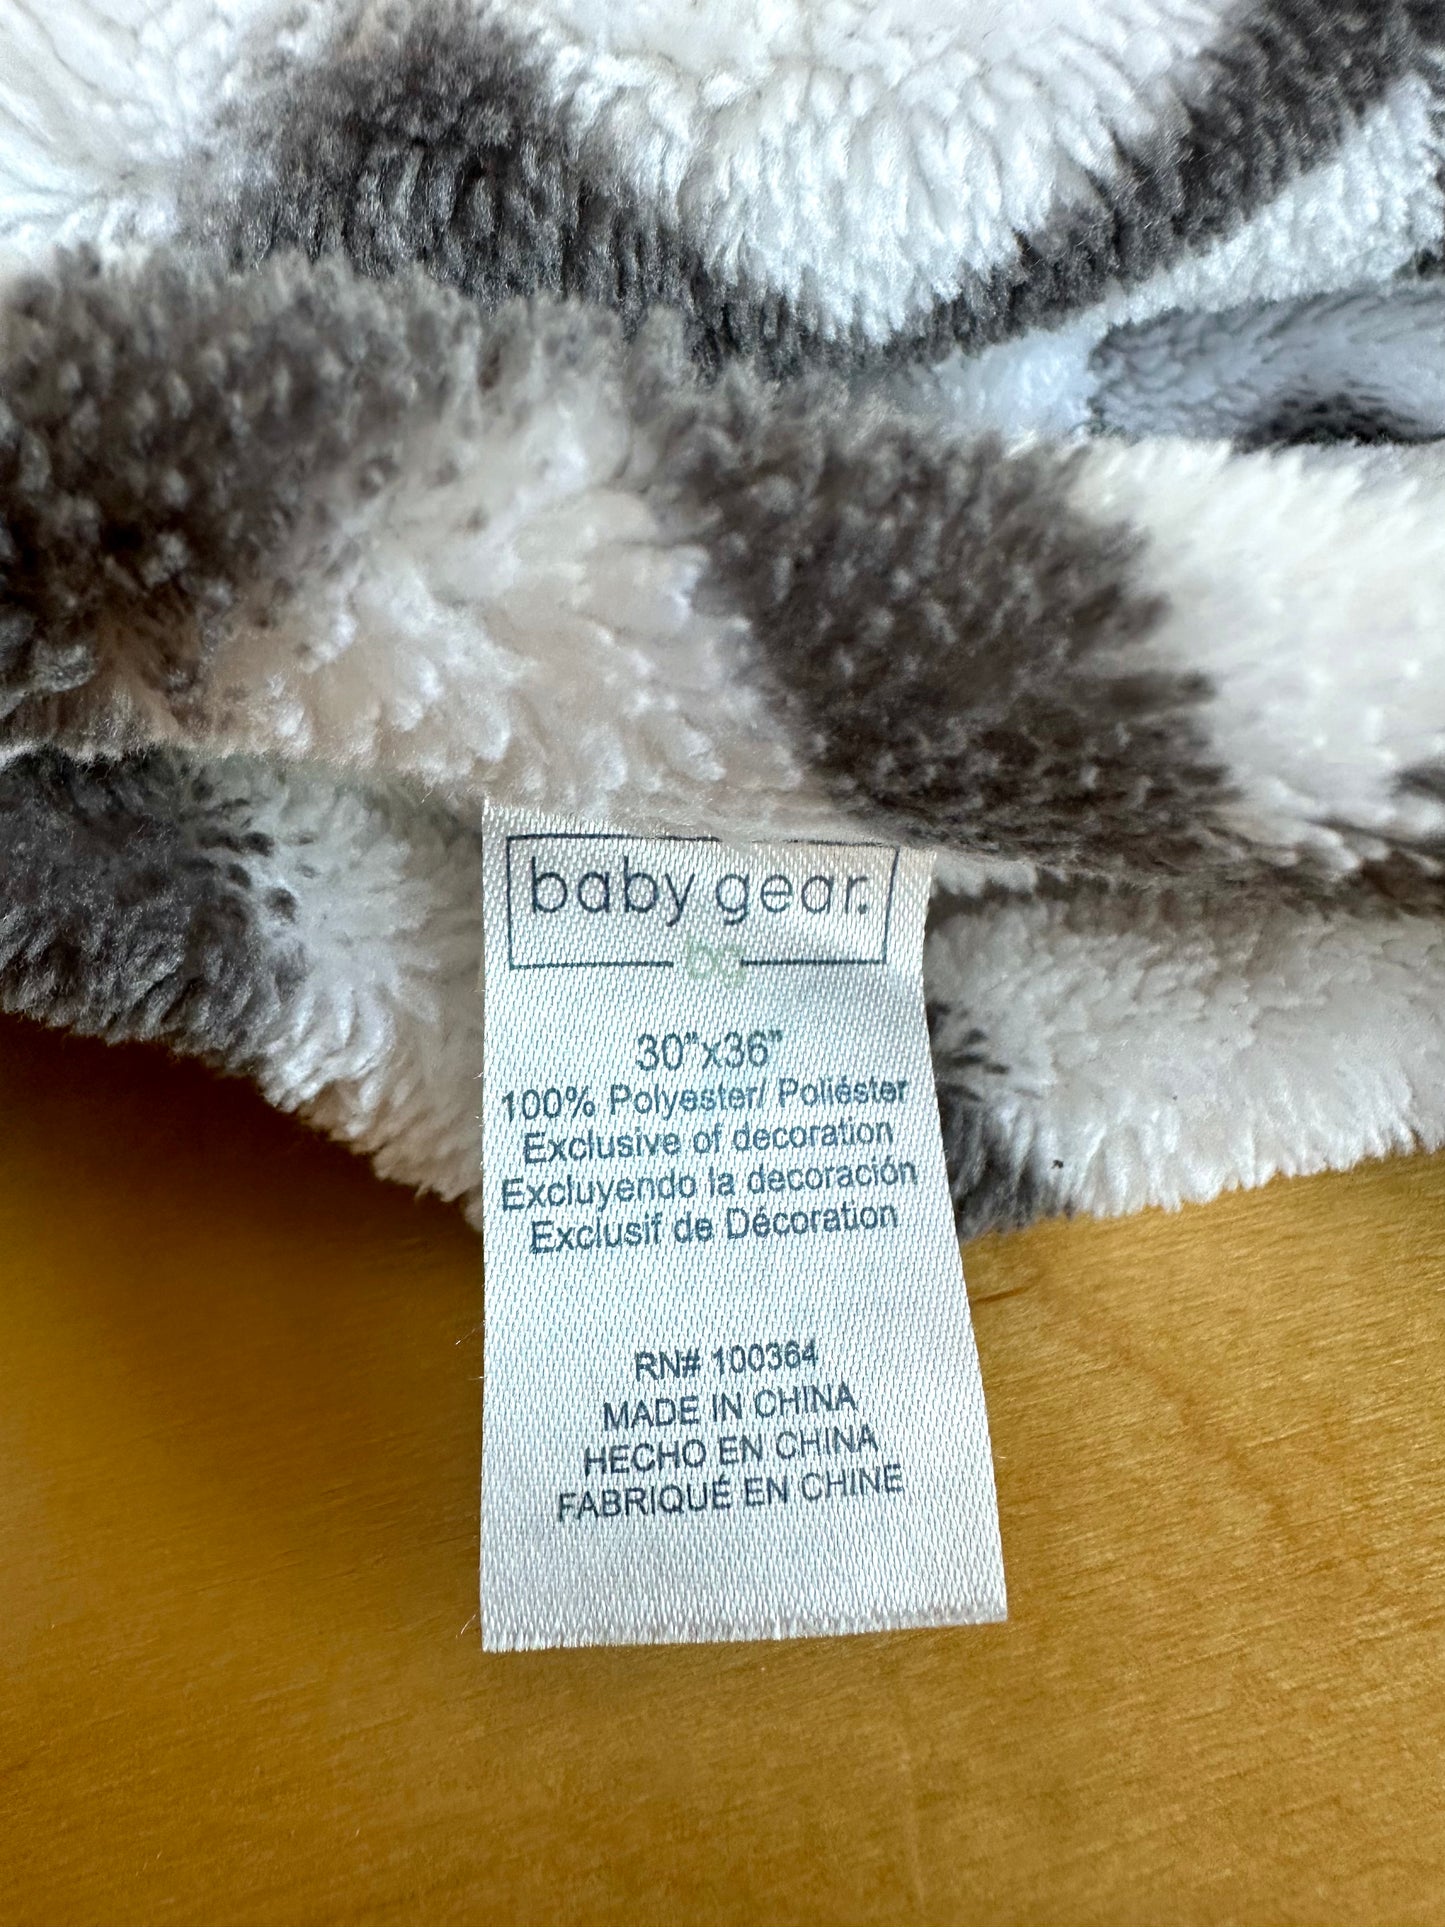 baby gear.
bg
30"x36"
100% Polyester/ Poliéster
Exclusive of decoration
Excluyendo la decoración
Exclusif de Décoration
RN# 100364
MADE IN CHINA
HECHO EN CHINA
FABRIQUÉ EN CHINE